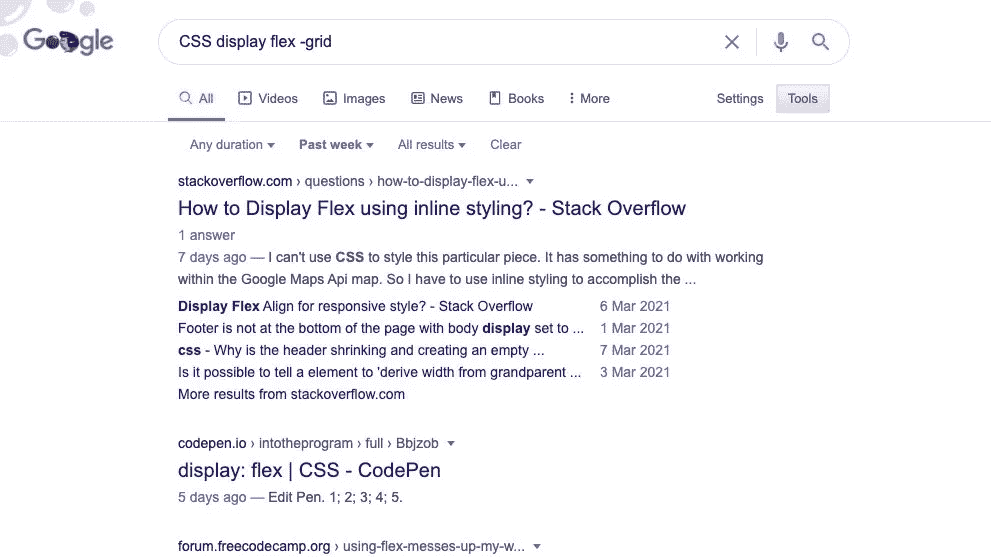 Google
CSS display flex -grid
All Videos Images News Books More Settings Tools
Any duration Past week All results Clear
stackoverflow.com › questions › how-to-display-flex-u...
How to Display Flex using inline styling? - Stack Overflow
1 answer
7 days ago — I can't use CSS to style this particular piece. It has something to do with working
within the Google Maps Api map. So I have to use inline styling to accomplish the ...
Display Flex Align for responsive style? - Stack Overflow 6 Mar 2021
Footer is not at the bottom of the page with body display set to ... 1 Mar 2021
css - Why is the header shrinking and creating an empty ... 7 Mar 2021
Is it possible to tell a element to 'derive width from grandparent ... 3 Mar 2021
More results from stackoverflow.com
codepen.io › intotheprogram › full › Bbjzob
display: flex | CSS - CodePen
5 days ago — Edit Pen. 1; 2; 3; 4; 5.
forum.freecodecamp.org › using-flex-messes-up-my-w...